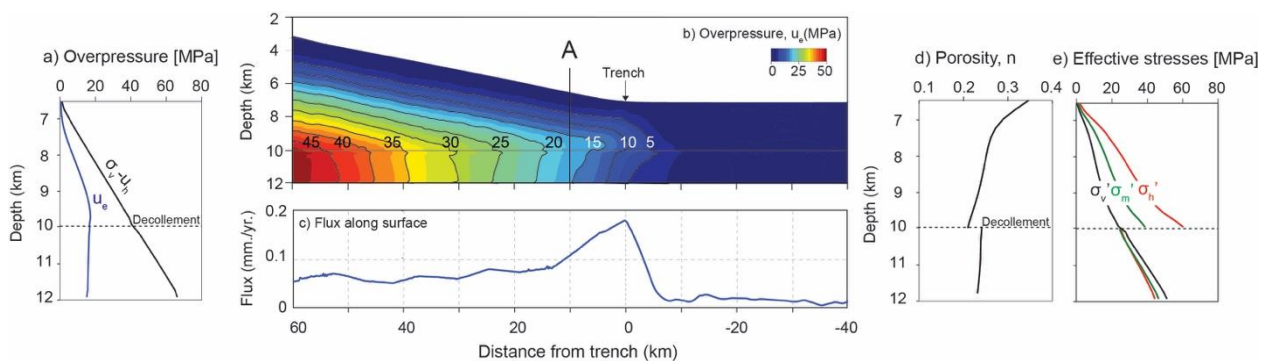 a) Overpressure [MPa]
0 20 40 60 80
Depth (km)
7
8
9
10
11
12
σv-uh
ue
Decollement
b) Overpressure, ue(MPa)
0 25 50
A
Trench
Depth (km)
2
4
6
8
10
12
45 40 35 30 25 20 15 10 5
c) Flux along surface
Flux (mm./yr.)
0.2
0.1
0
60 40 20 0 -20 -40
Distance from trench (km)
d) Porosity, n
0.1 0.2 0.3 0.4
Depth (km)
7
8
9
10
11
12
Decollement
e) Effective stresses [MPa]
0 20 40 60 80
σv' σm' σh'